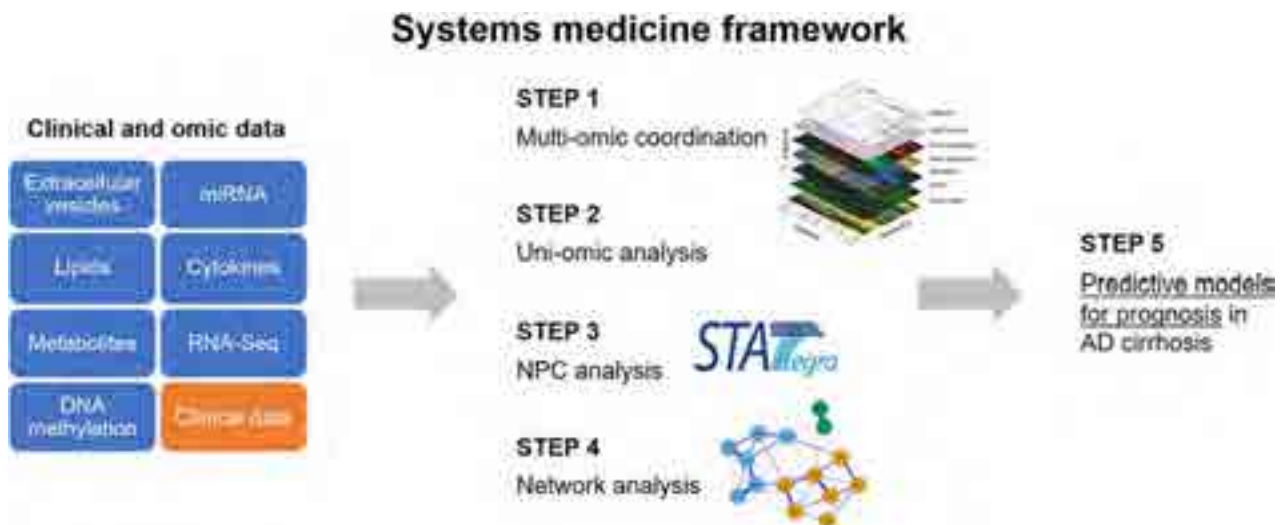 Systems medicine framework
Clinical and omic data
Extracellular
vesicles
miRNA
Lipids
Cytokines
Metabolites
RNA-Seq
DNA
methylation
Clinical data
STEP 1
Multi-omic coordination
STEP 2
Uni-omic analysis
STEP 3
NPC analysis
STATegra
STEP 4
Network analysis
STEP 5
Predictive models
for prognosis in
AD cirrhosis